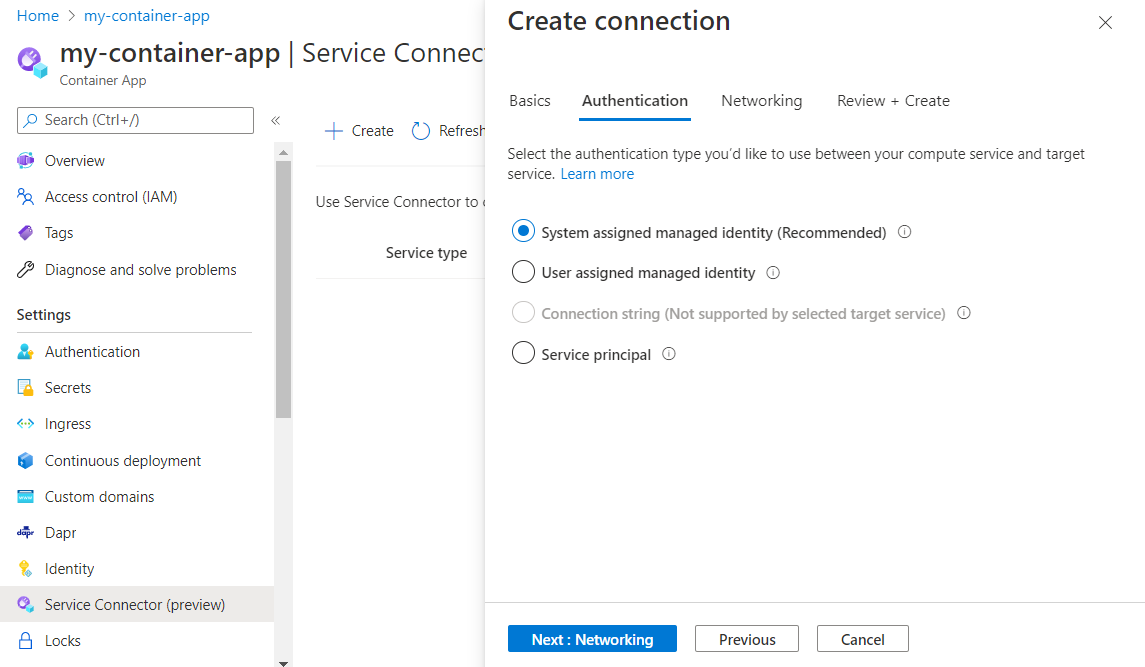 Home > my-container-app
my-container-app | Service Connect
Container App
Search (Ctrl+/)
«
Overview
Access control (IAM)
Tags
Diagnose and solve problems
Settings
Authentication
Secrets
Ingress
Continuous deployment
Custom domains
dapr Dapr
Identity
Service Connector (preview)
Locks
Create Refresh
Use Service Connector to
Service type
Create connection
Basics Authentication Networking Review + Create
Select the authentication type you'd like to use between your compute service and target
service. Learn more
System assigned managed identity (Recommended)
User assigned managed identity
Connection string (Not supported by selected target service)
Service principal
Next : Networking Previous Cancel